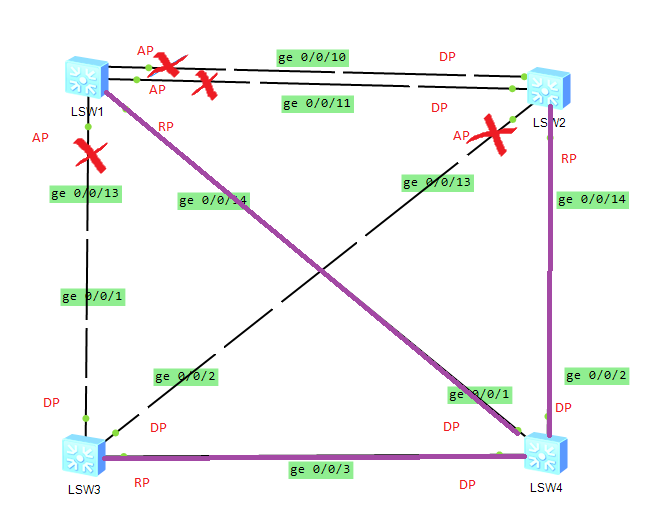 AP
ge 0/0/10
DP
AP
ge 0/0/11
DP
LSW1
LSW2
AP
RP
AP
RP
ge 0/0/13
ge 0/0/13
ge 0/0/14
ge 0/0/14
ge 0/0/1
ge 0/0/2
ge 0/0/2
ge 0/0/1
DP
DP
DP
DP
ge 0/0/3
RP
DP
LSW3
LSW4